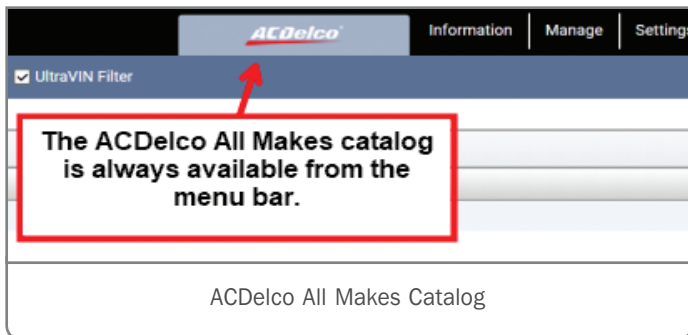 ACDelco
Information
Manage
Settings
UltraVIN Filter
The ACDelco All Makes catalog
is always available from the
menu bar.
ACDelco All Makes Catalog